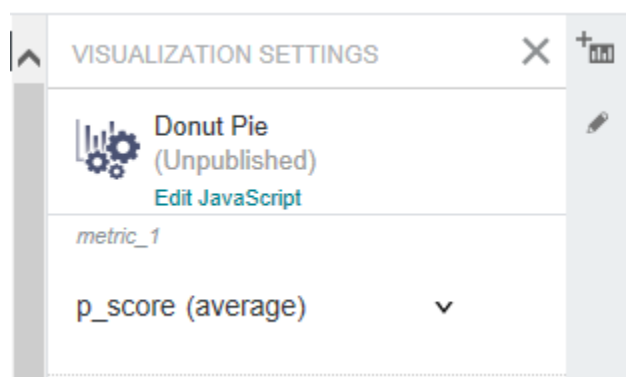 VISUALIZATION SETTINGS
Donut Pie
(Unpublished)
Edit JavaScript
metric_1
p_score (average)